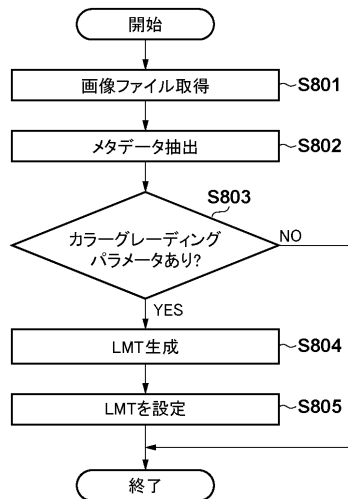 開始
画像ファイル取得
S801
メタデータ抽出
S802
S803
カラーグレーディング
パラメータあり?
NO
YES
LMT生成
S804
LMTを設定
S805
終了